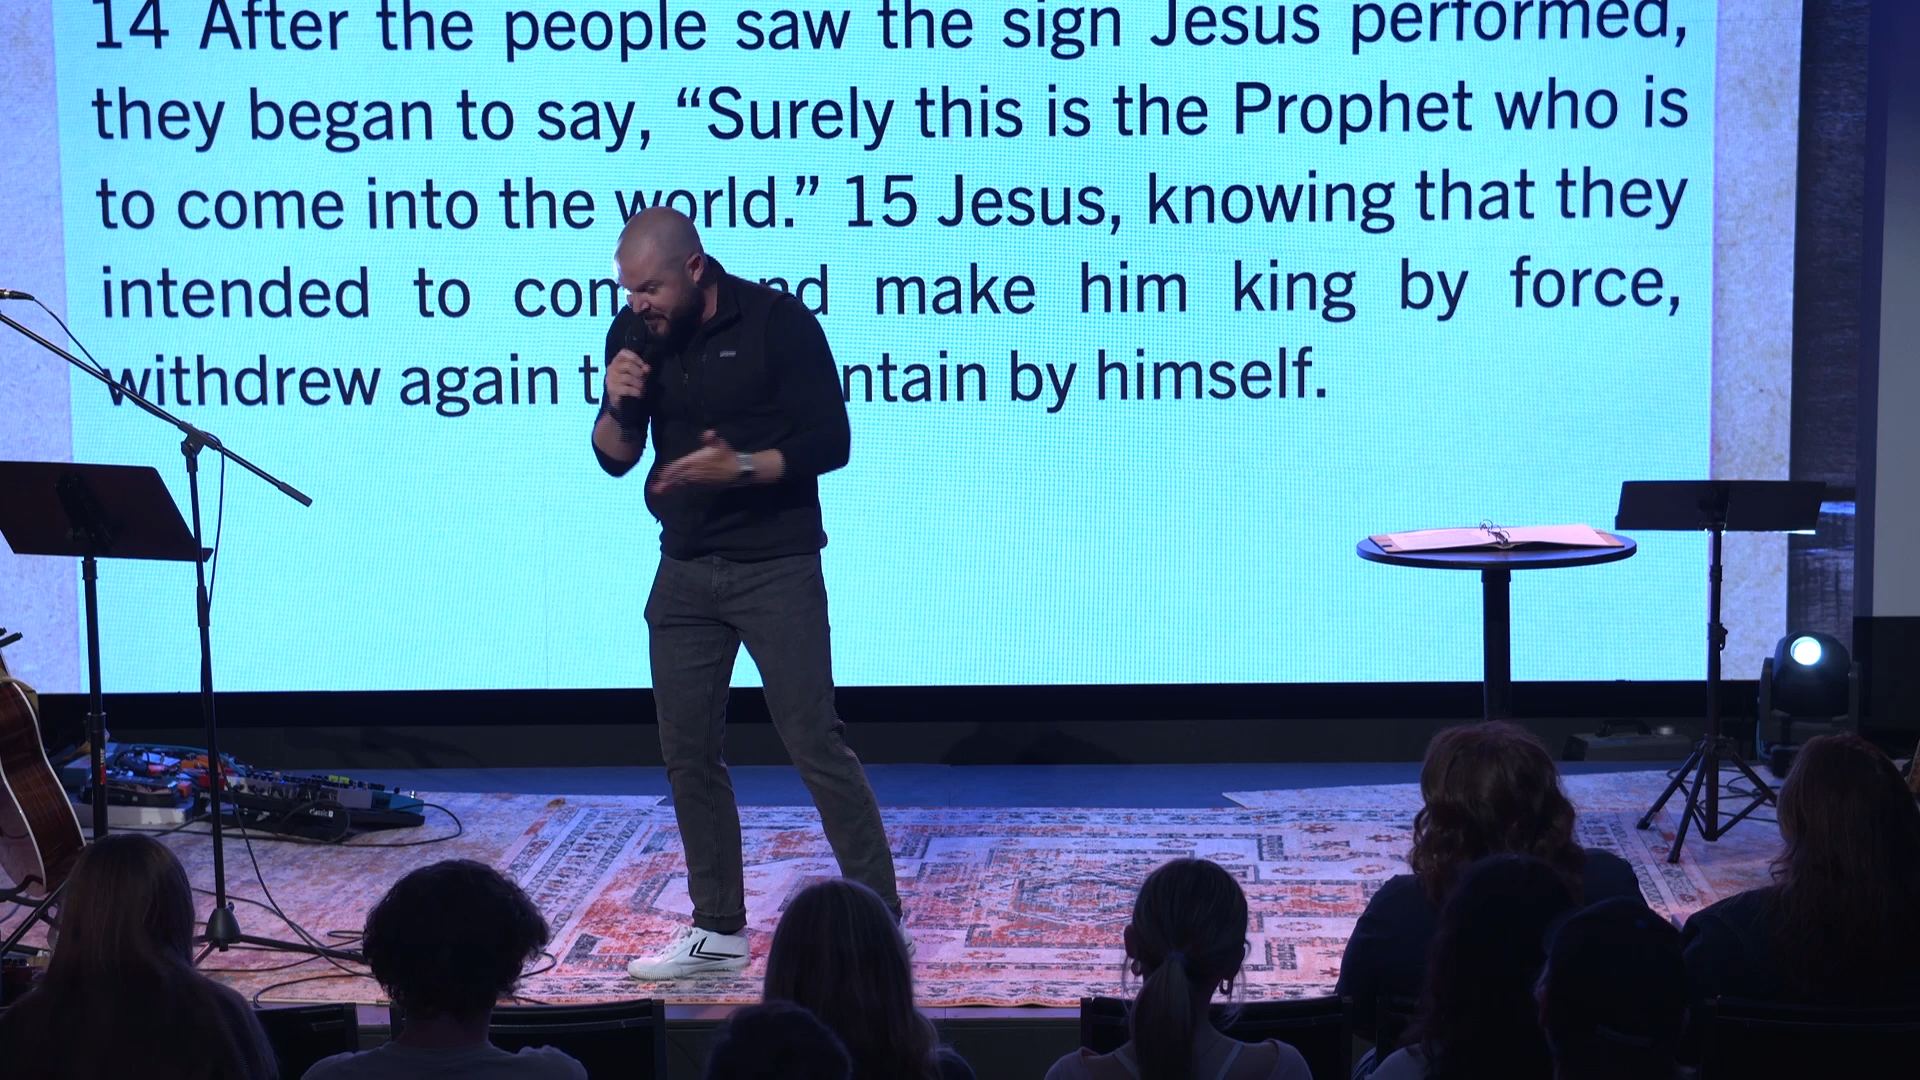 14 After the people saw the sign Jesus performed,
they began to say, “Surely this is the Prophet who is
to come into the world.” 15 Jesus, knowing that they
intended to make him king by force,
withdrew again by himself.